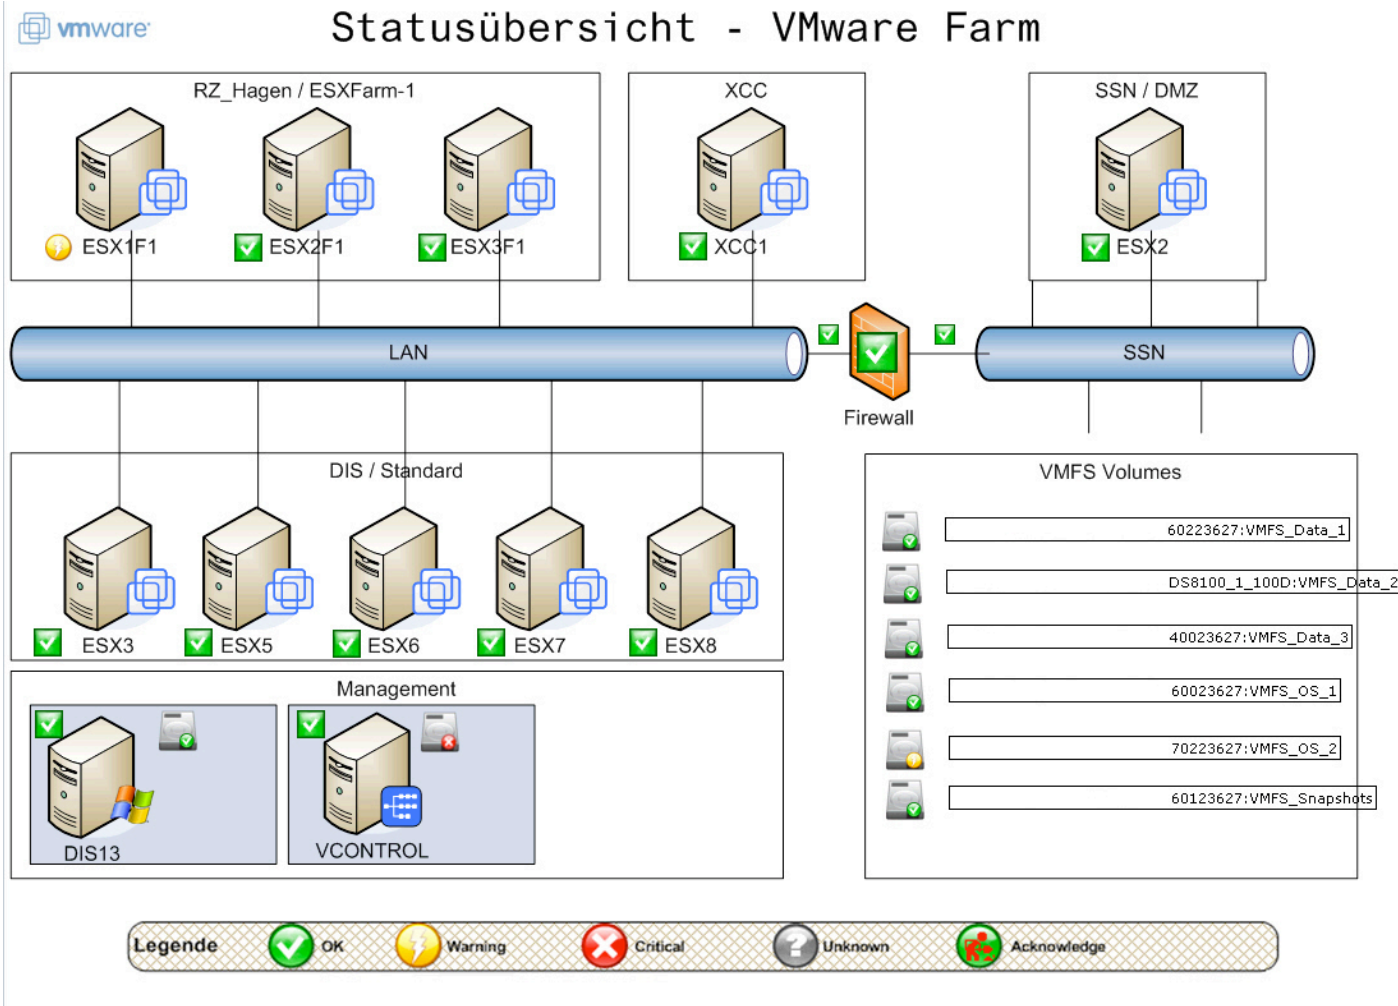 vmware
Statusübersicht - VMware Farm
RZ_Hagen / ESXFarm-1
XCC
SSN / DMZ
ESX1F1
ESX2F1
ESX3F1
XCC1
ESX2
LAN
SSN
Firewall
DIS / Standard
ESX3
ESX5
ESX6
ESX7
ESX8
VMFS Volumes
60223627:VMFS_Data_1
DS8100_1_100D:VMFS_Data_2
40023627:VMFS_Data_3
60023627:VMFS_OS_1
70223627:VMFS_OS_2
60123627:VMFS_Snapshots
Management
DIS13
VCONTROL
Legende
OK
Warning
Critical
Unknown
Acknowledge